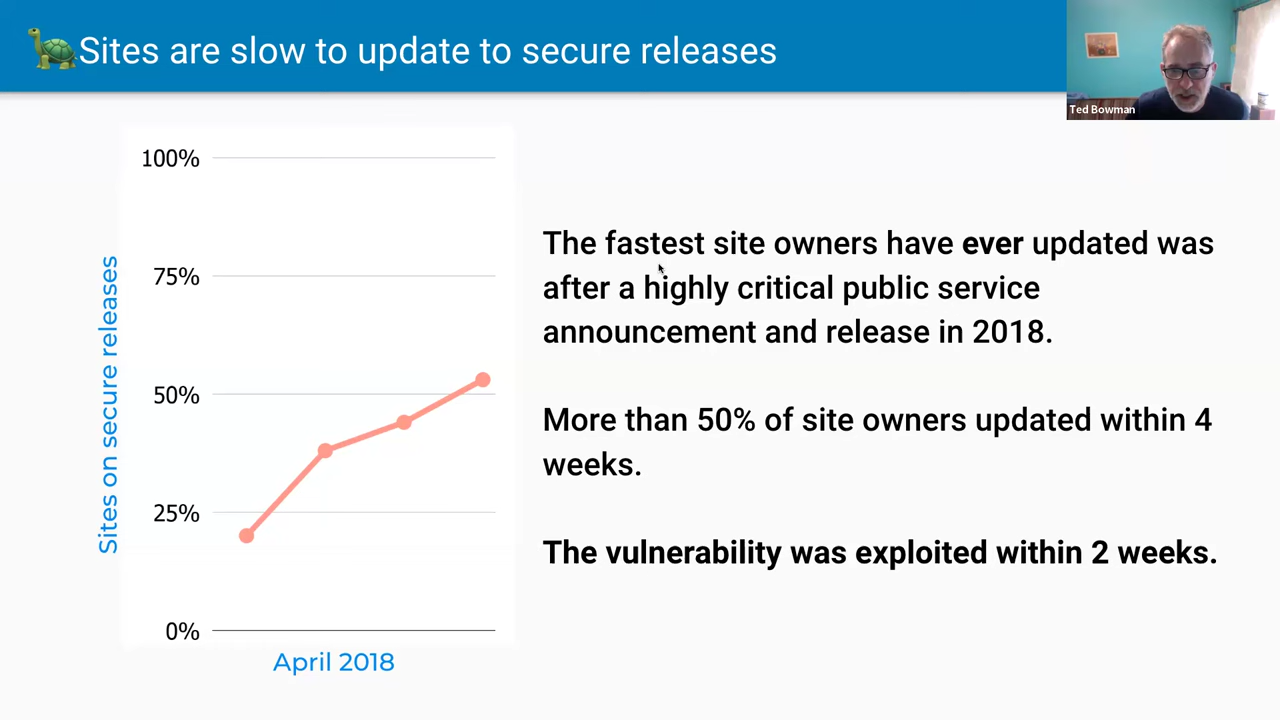 Sites are slow to update to secure releases
Ted Bowman
100%
75%
50%
25%
0%
Sites on secure releases
April 2018
The fastest site owners have ever updated was
after a highly critical public service
announcement and release in 2018.
More than 50% of site owners updated within 4
weeks.
The vulnerability was exploited within 2 weeks.